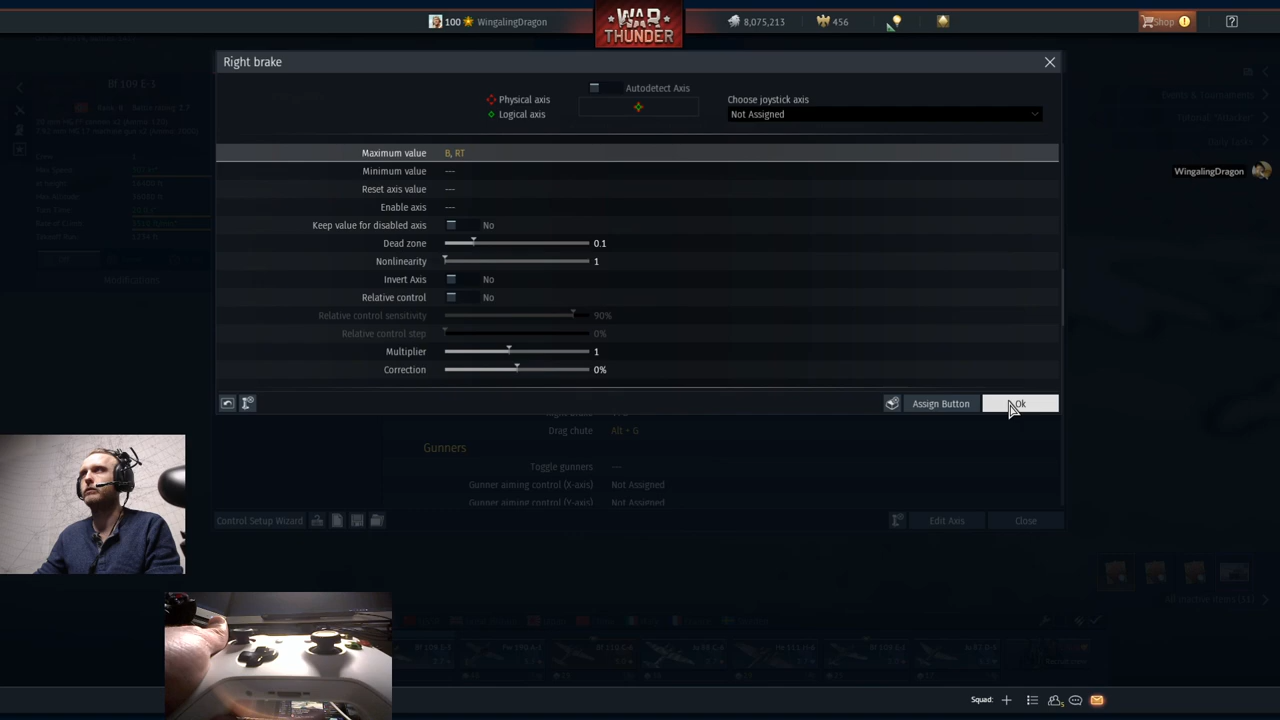 100 WingalingDragon
WAR THUNDER
8,075,213
456
Shop
Bf 109 E-3
Right brake
Autodetect Axis
Physical axis
Logical axis
Choose joystick axis
Not Assigned
Maximum value B, RT
Minimum value ---
Reset axis value ---
Enable axis ---
Keep value for disabled axis No
Dead zone 0.1
Nonlinearity 1
Invert Axis No
Relative control No
Relative control sensitivity 90%
Relative control step 0%
Multiplier 1
Correction 0%
Assign Button
Ok
WingalingDragon
Modifications
Drag chute Alt + G
Gunners
Toggle gunners ---
Gunner aiming control (X-axis) Not Assigned
Gunner aiming control (Y-axis) Not Assigned
Control Setup Wizard
Edit Axis
Close
Squad: